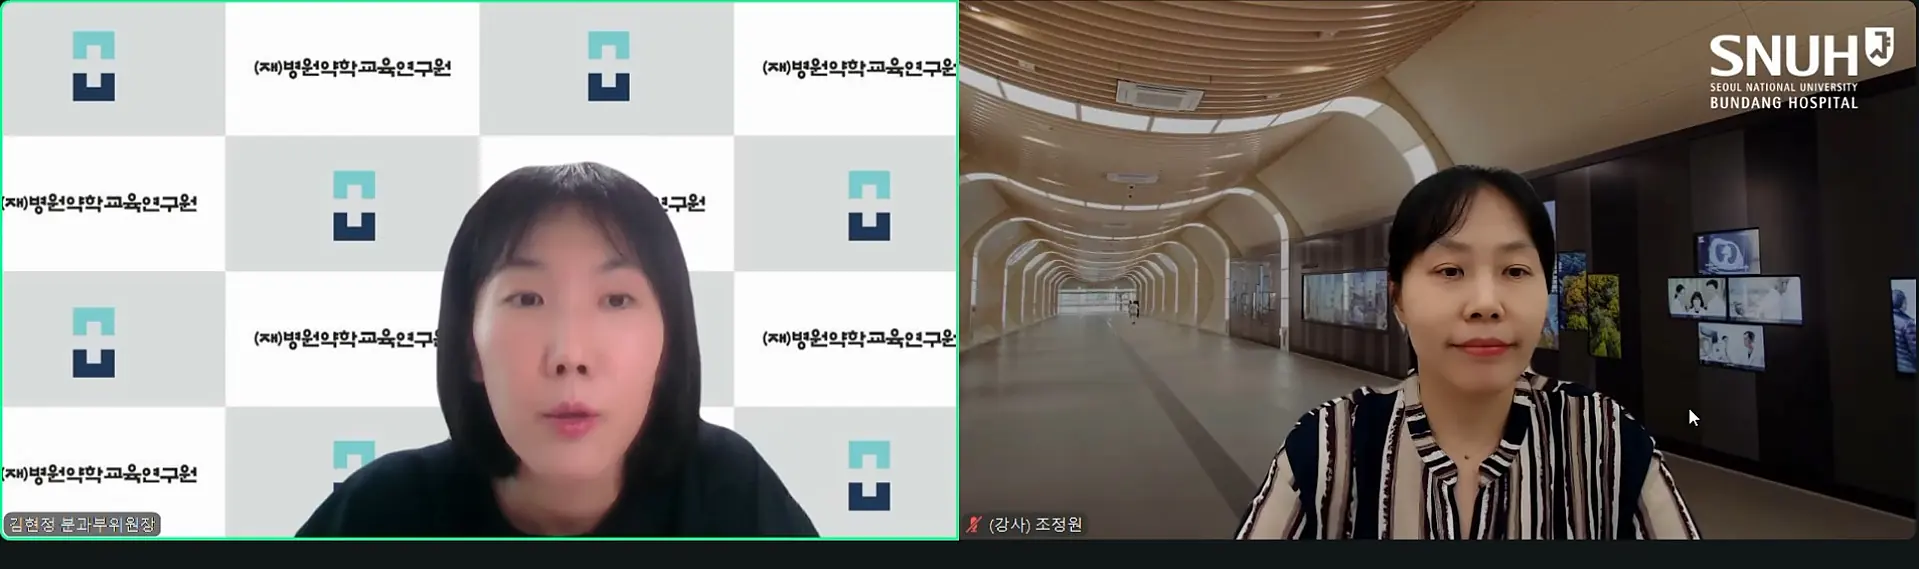 (재)병원약학교육연구원
(재)병원약학교육연구원
(재)병원약학교육연구원
구원
(재)병원약학교육연구
(재)병원약학교육연구원
(재)병원약학교육연구원
김현정 분과부위원장
SNUH
SEOUL NATIONAL UNIVERSITY
BUNDANG HOSPITAL
(강사) 조정원